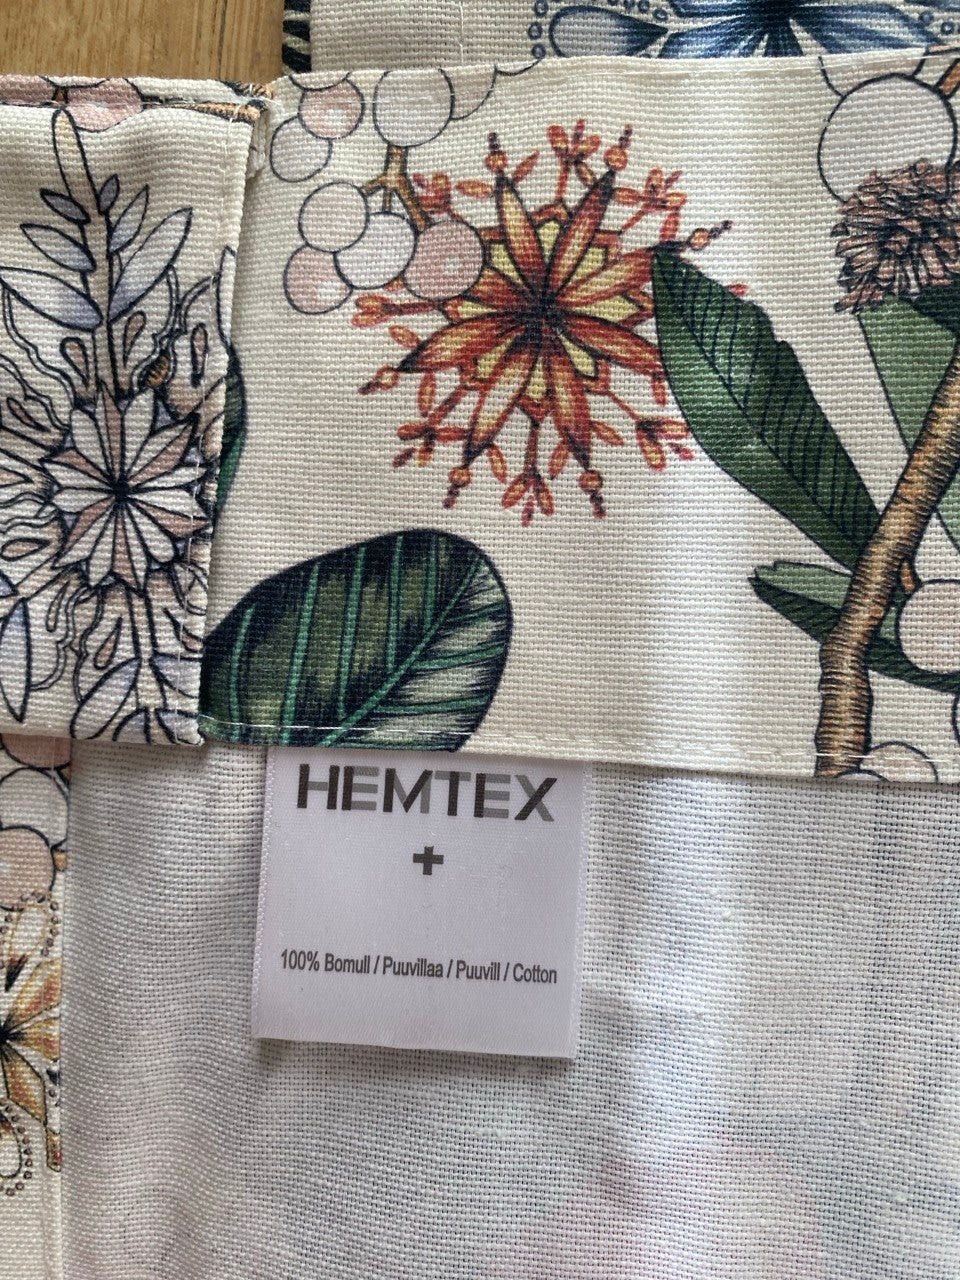 HEMTEX
+
100% Bomull / Puuvillaa / Puuvill / Cotton